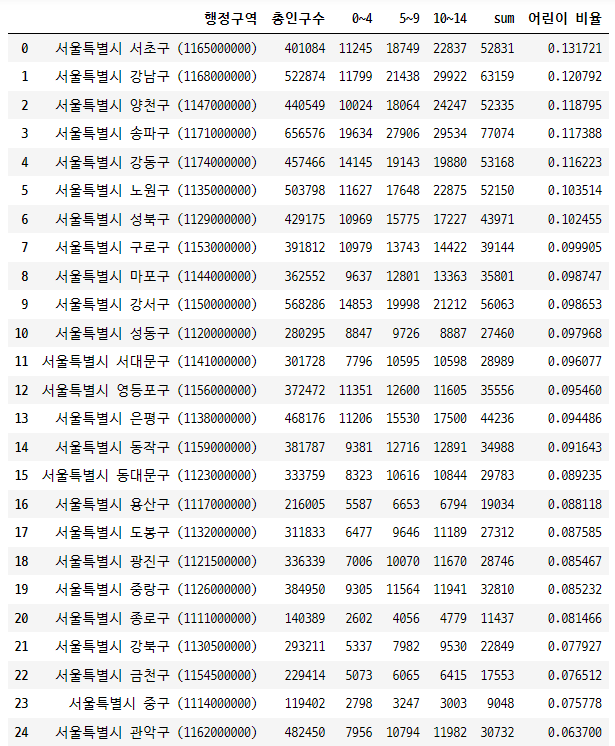 행정구역 총인구수 0~4 5~9 10~14 sum 어린이 비율
0 서울특별시 서초구 (1165000000) 401084 11245 18749 22837 52831 0.131721
1 서울특별시 강남구 (1168000000) 522874 11799 21438 29922 63159 0.120792
2 서울특별시 양천구 (1147000000) 440549 10024 18064 24247 52335 0.118795
3 서울특별시 송파구 (1171000000) 656576 19634 27906 29534 77074 0.117388
4 서울특별시 강동구 (1174000000) 457466 14145 19143 19880 53168 0.116223
5 서울특별시 노원구 (1135000000) 503798 11627 17648 22875 52150 0.103514
6 서울특별시 성북구 (1129000000) 429175 10969 15775 17227 43971 0.102455
7 서울특별시 구로구 (1153000000) 391812 10979 13743 14422 39144 0.099905
8 서울특별시 마포구 (1144000000) 362552 9637 12801 13363 35801 0.098747
9 서울특별시 강서구 (1150000000) 568286 14853 19998 21212 56063 0.098653
10 서울특별시 성동구 (1120000000) 280295 8847 9726 8887 27460 0.097968
11 서울특별시 서대문구 (1141000000) 301728 7796 10595 10598 28989 0.096077
12 서울특별시 영등포구 (1156000000) 372472 11351 12600 11605 35556 0.095460
13 서울특별시 은평구 (1138000000) 468176 11206 15530 17500 44236 0.094486
14 서울특별시 동작구 (1159000000) 381787 9381 12716 12891 34988 0.091643
15 서울특별시 동대문구 (1123000000) 333759 8323 10616 10844 29783 0.089235
16 서울특별시 용산구 (1117000000) 216005 5587 6653 6794 19034 0.088118
17 서울특별시 도봉구 (1132000000) 311833 6477 9646 11189 27312 0.087585
18 서울특별시 광진구 (1121500000) 336339 7006 10070 11670 28746 0.085467
19 서울특별시 중랑구 (1126000000) 384950 9305 11564 11941 32810 0.085232
20 서울특별시 종로구 (1111000000) 140389 2602 4056 4779 11437 0.081466
21 서울특별시 강북구 (1130500000) 293211 5337 7982 9530 22849 0.077927
22 서울특별시 금천구 (1154500000) 229414 5073 6065 6415 17553 0.076512
23 서울특별시 중구 (1114000000) 119402 2798 3247 3003 9048 0.075778
24 서울특별시 관악구 (1162000000) 482450 7956 10794 11982 30732 0.063700